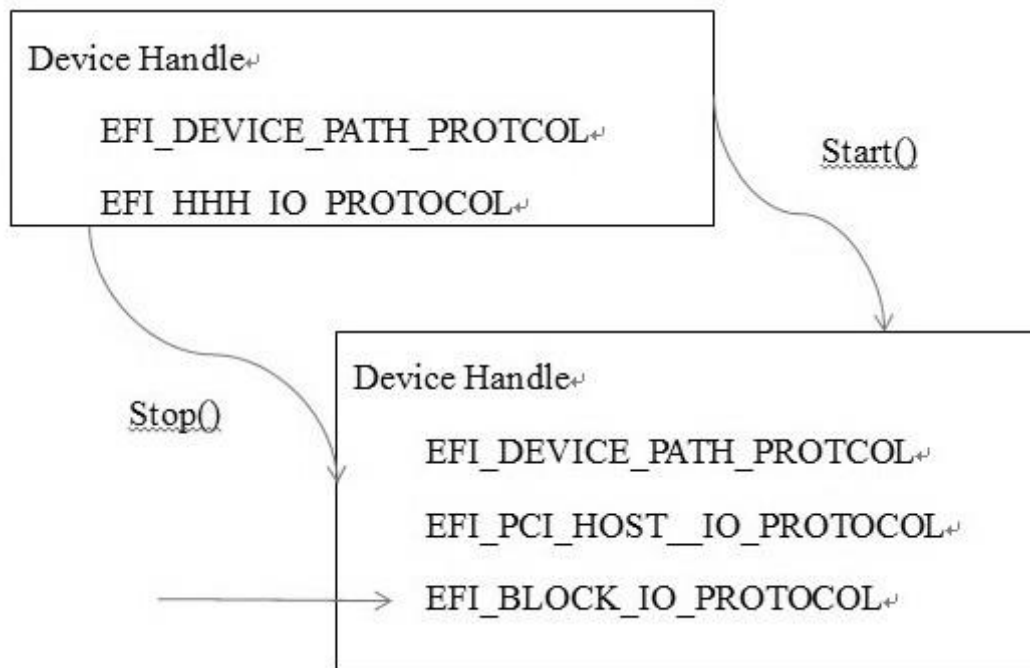 Device Handle
EFI_DEVICE_PATH_PROTCOL
EFI_HHH_IO_PROTOCOL
Start()
Stop()
Device Handle
EFI_DEVICE_PATH_PROTCOL
EFI_PCI_HOST__IO_PROTOCOL
EFI_BLOCK_IO_PROTOCOL